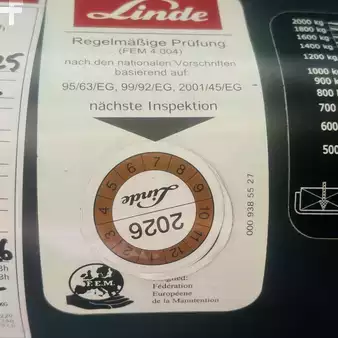 Linde
Regelmäßige Prüfung
(FEM 4.004)
nach den nationalen Vorschriften
basierend auf:
95/63/EG, 99/92/EG, 2001/45/EG
nächste Inspektion
Linde
2026
1 2 3 4 5 6 7 8 9 10 11 12
000 938 55 27
F.E.M.
Fédération
Européenne
de la Manutention
2000 kg
1800 kg
1600 kg
1400 kg
1200 kg
1000 k
900 k
800 k
700
600
500